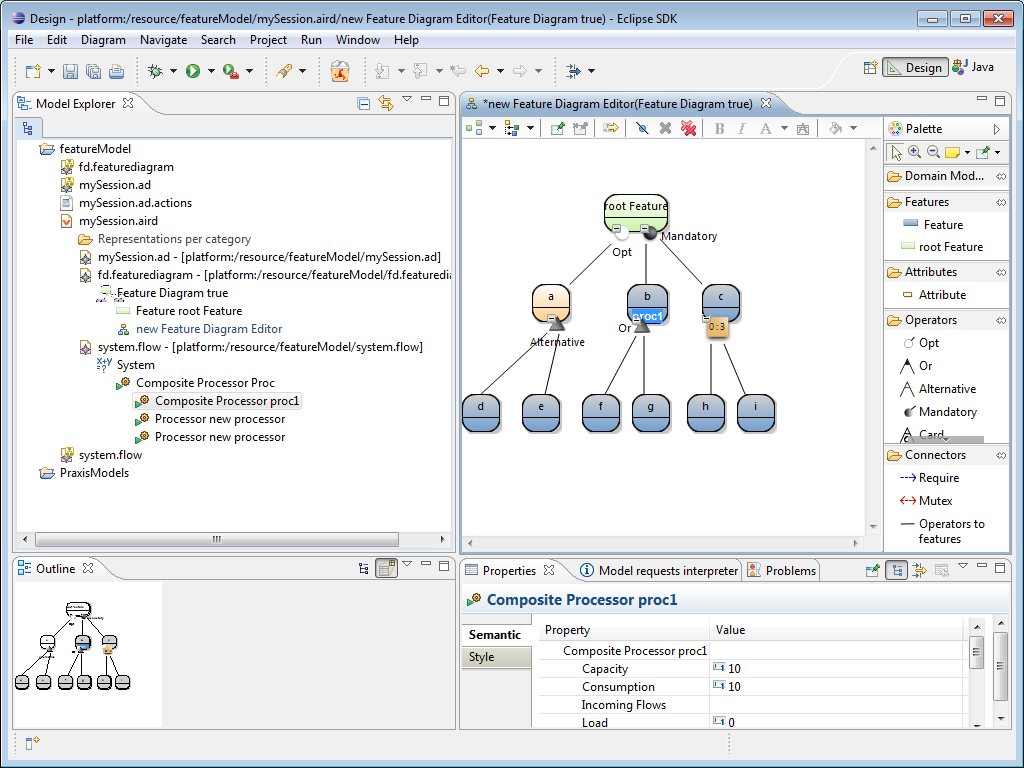 Design - platform:/resource/featureModel/mySession.aird/new Feature Diagram Editor(Feature Diagram true) - Eclipse SDK
File Edit Diagram Navigate Search Project Run Window Help
Design Java
Model Explorer
featureModel
fd.featurediagram
mySession.ad
mySession.ad.actions
mySession.aird
Representations per category
mySession.ad - [platform:/resource/featureModel/mySession.ad]
fd.featurediagram - [platform:/resource/featureModel/fd.featuredi
Feature Diagram true
Feature root Feature
new Feature Diagram Editor
system.flow - [platform:/resource/featureModel/system.flow]
X+Y
System
Composite Processor Proc
Composite Processor proc1
Processor new processor
Processor new processor
system.flow
PraxisModels
*new Feature Diagram Editor(Feature Diagram true)
B I A A
root Feature
Mandatory
Opt
a
b
c
proc1
Or
0:3
Alternative
d
e
f
g
h
i
Palette
Domain Mod...
Features
Feature
root Feature
Attributes
Attribute
Operators
Opt
Or
Alternative
Mandatory
Card
Connectors
Require
Mutex
Operators to
features
Outline
Properties Model requests interpreter Problems
Composite Processor proc1
Semantic
Style
Property Value
Composite Processor proc1
Capacity 10
Consumption 10
Incoming Flows
Load 0